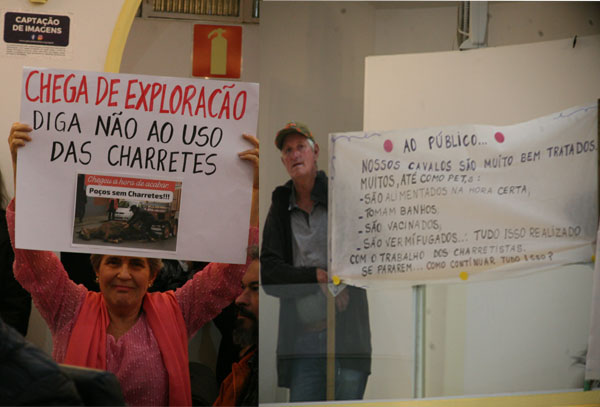 CAPTAÇÃO
DE IMAGENS
CHEGA DE EXPLORAÇÃO
DIGA NÃO AO USO
DAS CHARRETES
Chegou a hora de acabar:
Poços sem Charretes!!!
AO PÚBLICO...
NOSSOS CAVALOS SÃO MUITO BEM TRATADOS
MUITOS, ATÉ COMO PET,S:
- SÃO ALIMENTADOS NA HORA CERTA,
- TOMAM BANHOS.
- SÃO VACINADOS,
- SÃO VERMIFUGADOS... TUDO ISSO REALIZADO
COM O TRABALHO DOS CHARRETISTAS.
SE PARAREM... COMO CONTINUAR TUDO ISSO?